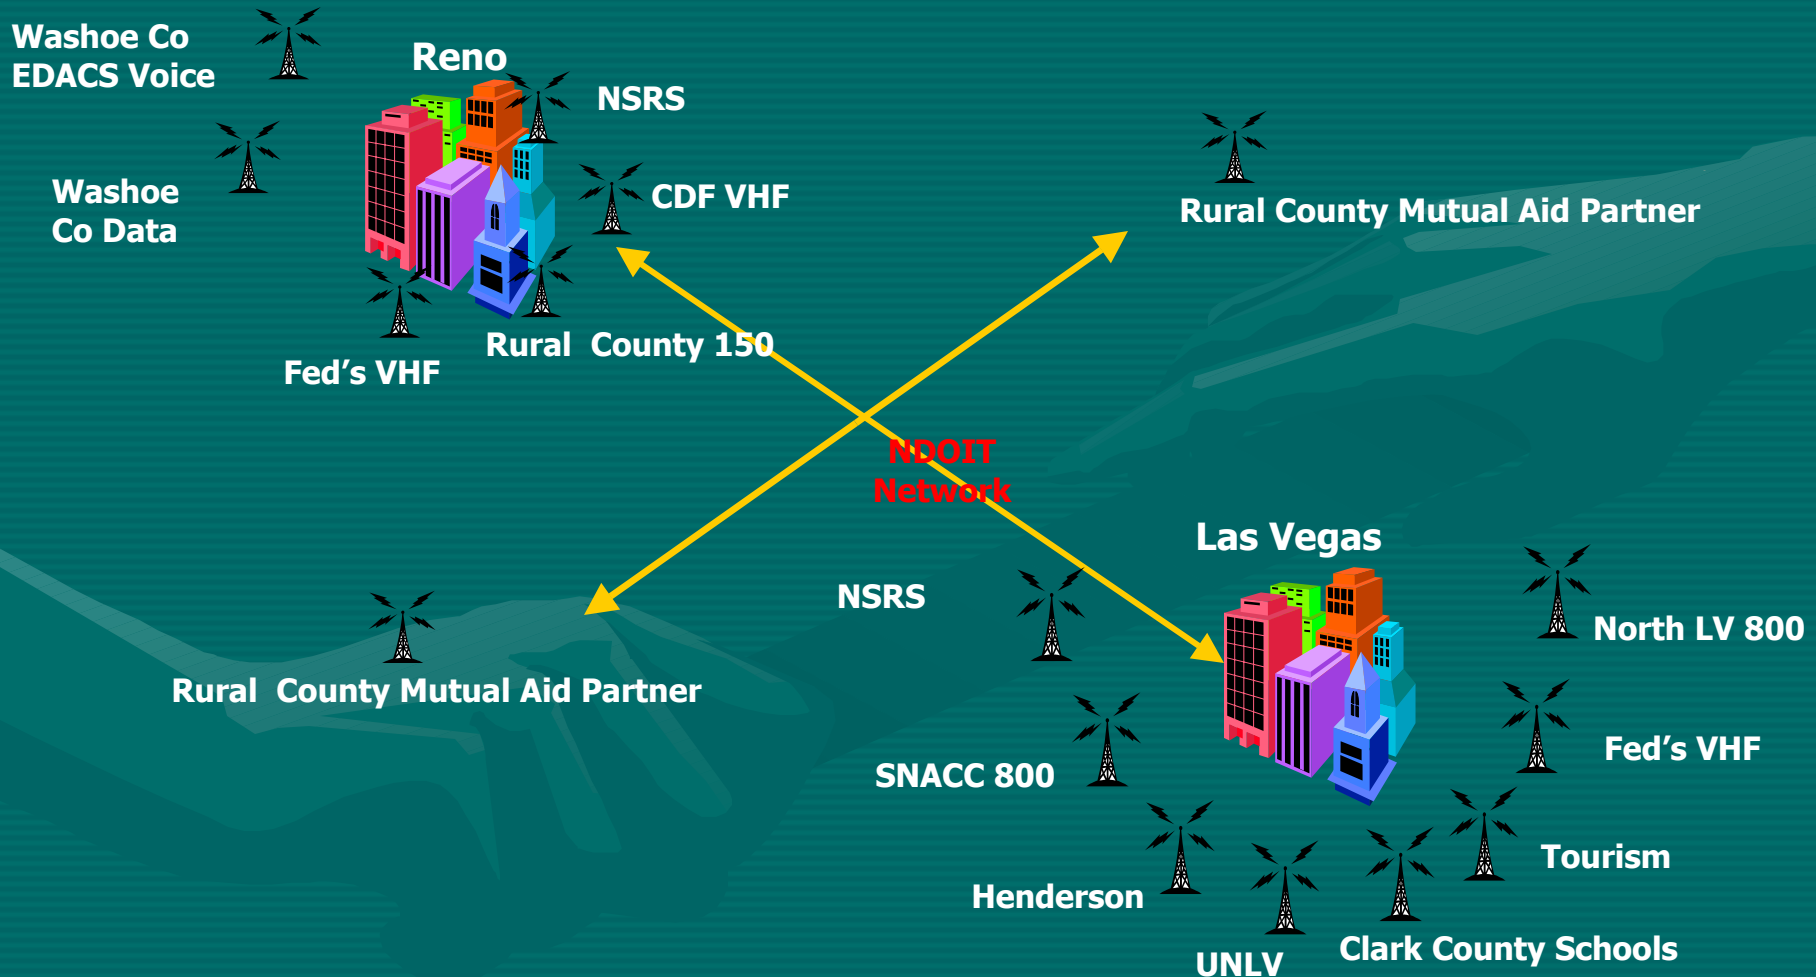 Washoe Co
EDACS Voice
Reno
NSRS
Washoe
Co Data
CDF VHF
Rural County Mutual Aid Partner
Rural  County 150
Fed’s VHF
NDOIT
Network
Las Vegas
NSRS
North LV 800
Rural  County Mutual Aid Partner
Fed’s VHF
SNACC 800
Tourism
Henderson
Clark County Schools
UNLV